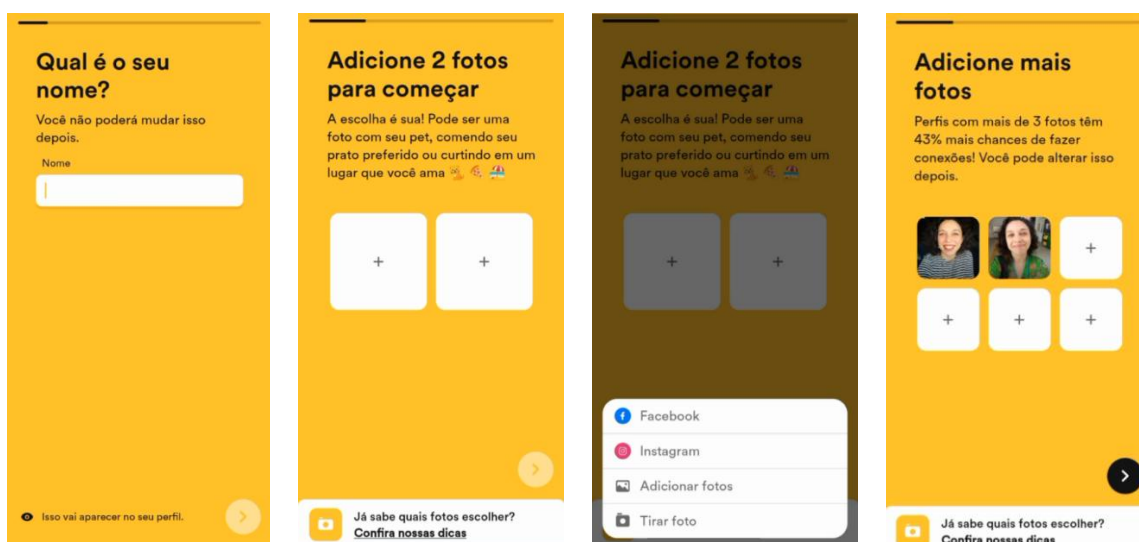 Qual é o seu
nome?
Você não poderá mudar isso
depois.
Nome
Isso vai aparecer no seu perfil.
Adicione 2 fotos
para começar
A escolha é sua! Pode ser uma
foto com seu pet, comendo seu
prato preferido ou curtindo em um
lugar que você ama
Já sabe quais fotos escolher?
Confira nossas dicas
Adicione 2 fotos
para começar
A escolha é sua! Pode ser uma
foto com seu pet, comendo seu
prato preferido ou curtindo em um
lugar que você ama
Facebook
Instagram
Adicionar fotos
Tirar foto
Adicione mais
fotos
Perfis com mais de 3 fotos têm
43% mais chances de fazer
conexões! Você pode alterar isso
depois.
Já sabe quais fotos escolher?
Confira nossas dicas